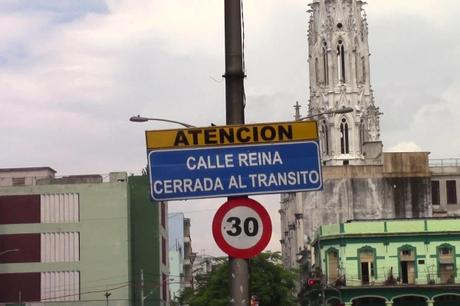 ATENCION
CALLE REINA
CERRADA AL TRANSITO
30